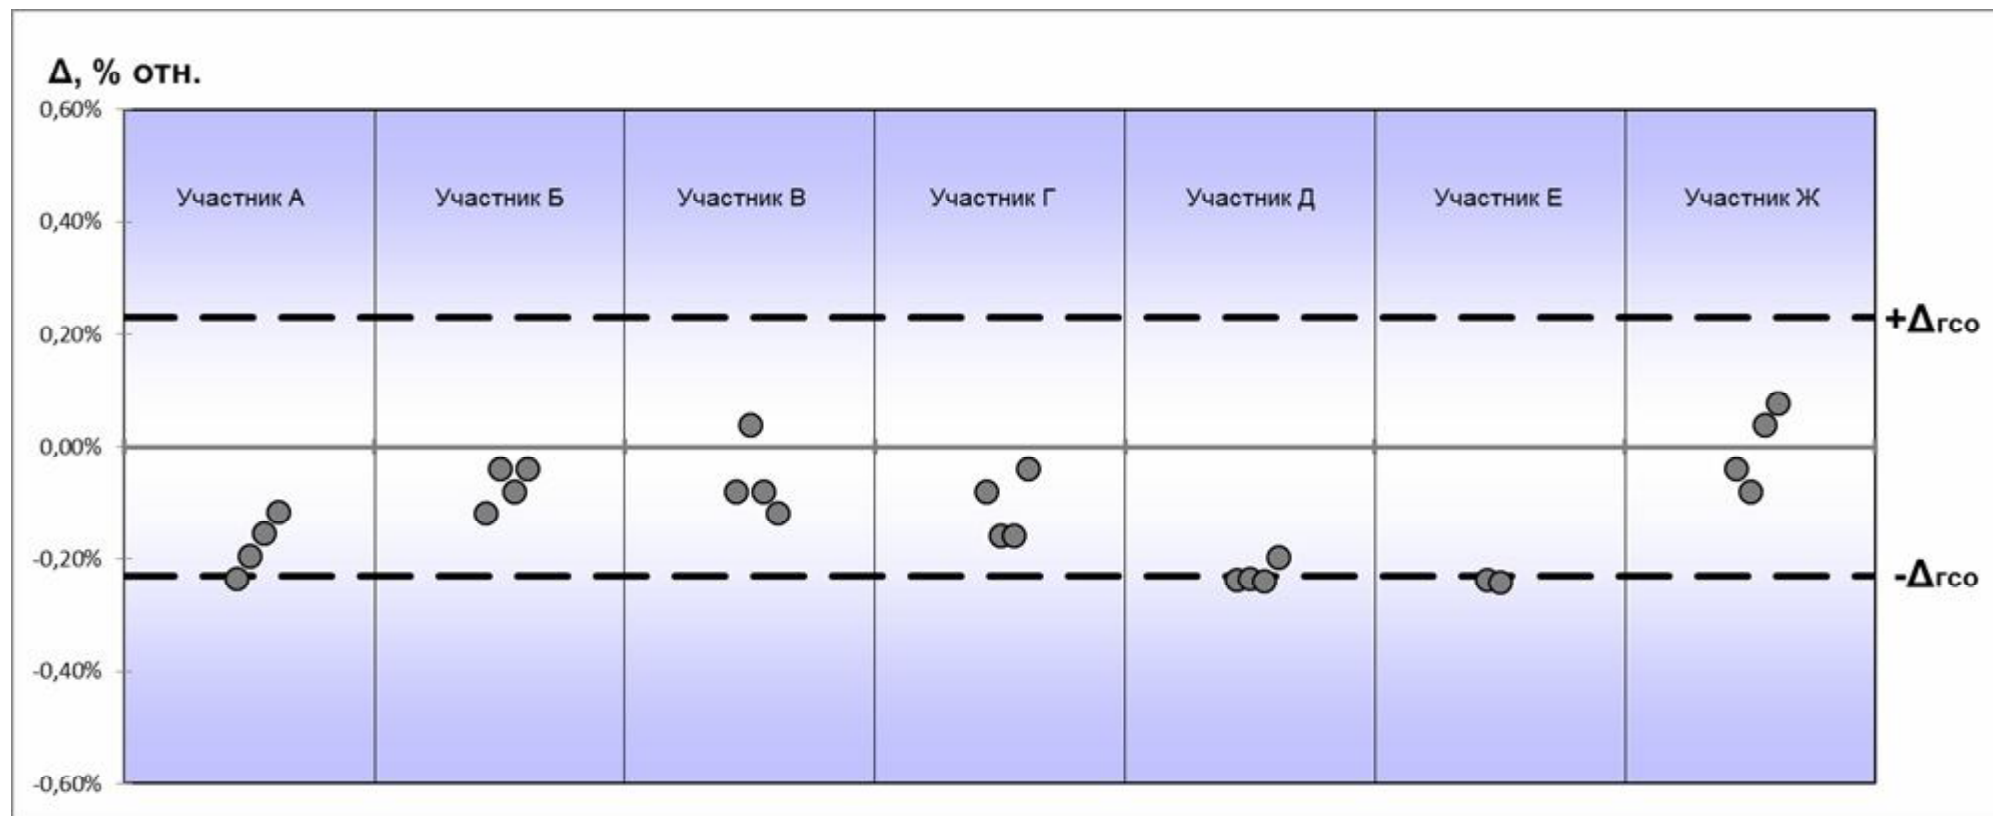 Δ, % отн.
0,60%
Участник А Участник Б Участник В Участник Г Участник Д Участник Е Участник Ж
0,40%
+Δгсо
0,20%
0,00%
-0,20%
-Δгсо
-0,40%
-0,60%